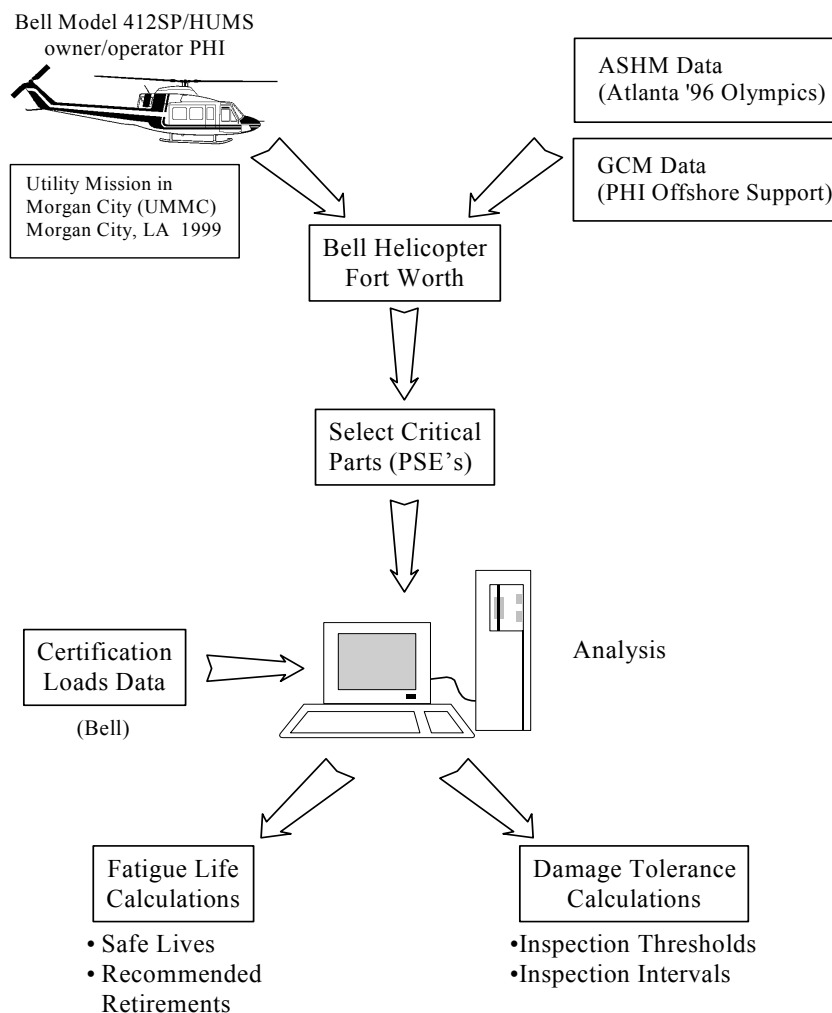 Bell Model 412SP/HUMS
owner/operator PHI
Utility Mission in
Morgan City (UMMC)
Morgan City, LA  1999
ASHM Data
(Atlanta '96 Olympics)
GCM Data
(PHI Offshore Support)
Bell Helicopter
Fort Worth
Select Critical
Parts (PSE’s)
Certification
Loads Data
(Bell)
Analysis
Fatigue Life
Calculations
• Safe Lives
• Recommended
Retirements
Damage Tolerance
Calculations
•Inspection Thresholds
•Inspection Intervals